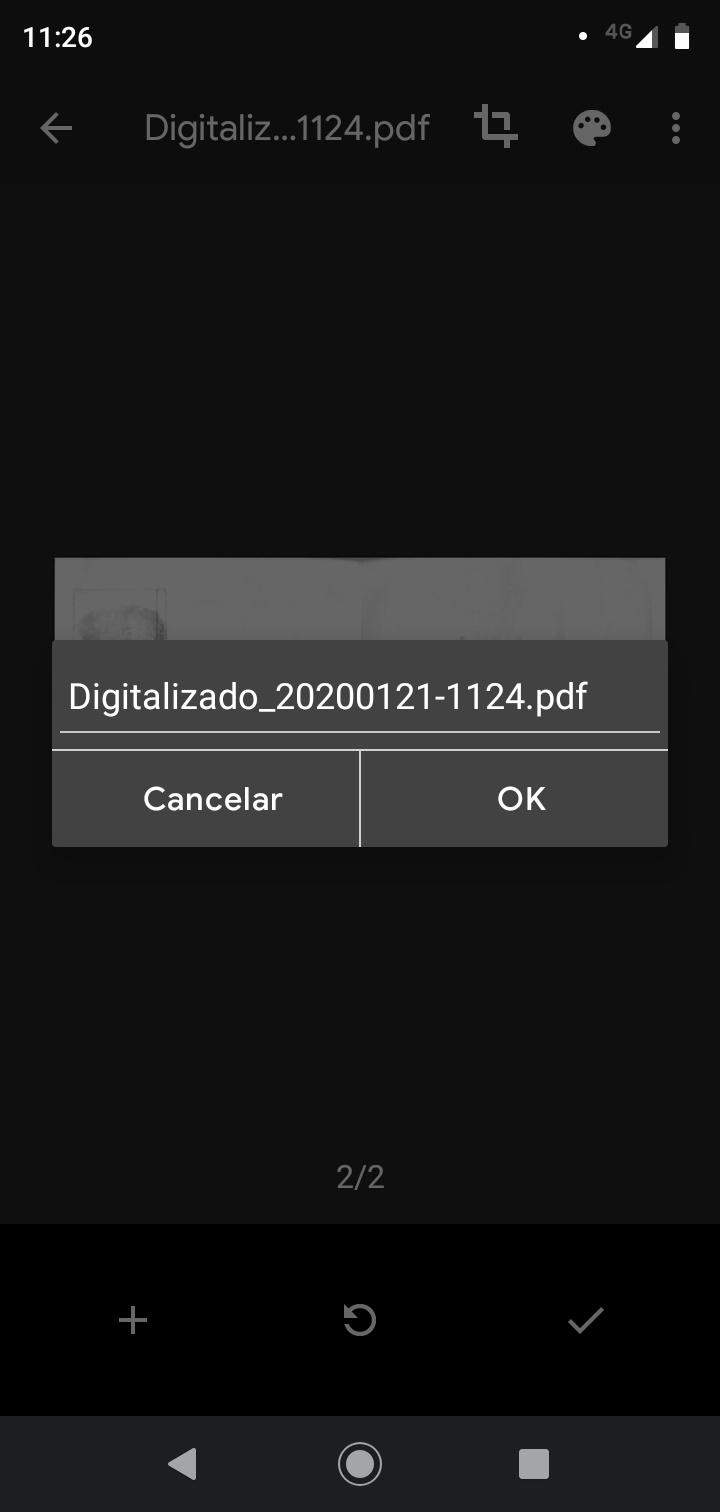 11:26
4G
Digitaliz...1124.pdf
Digitalizado_20200121-1124.pdf
Cancelar
OK
2/2